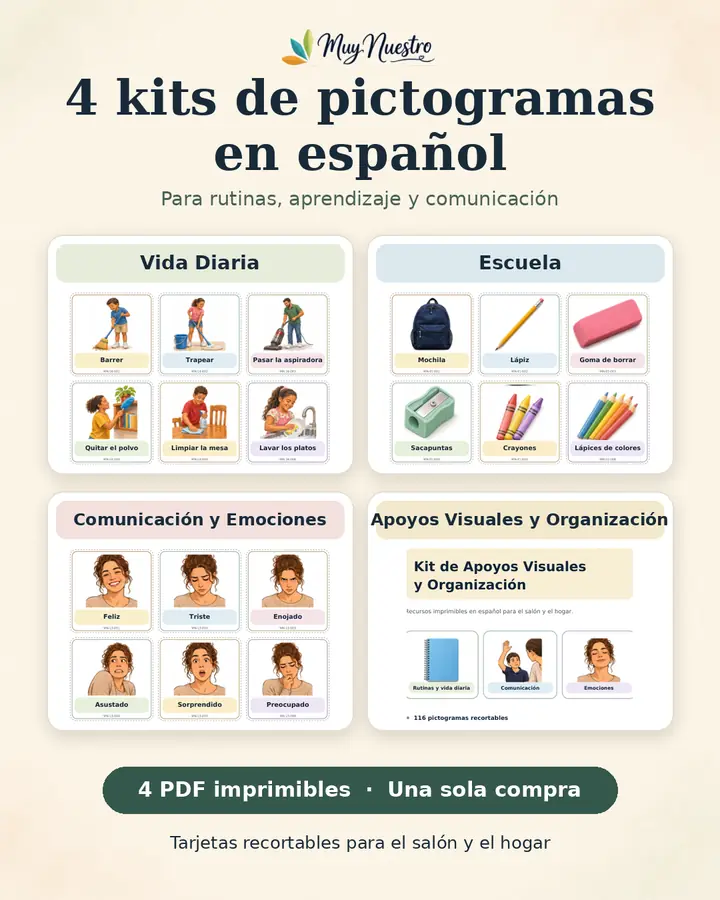 Muy Nuestro
4 kits de pictogramas
en español
Para rutinas, aprendizaje y comunicación
Vida Diaria
Barrer
Trapear
Pasar la aspiradora
Quitar el polvo
Limpiar la mesa
Lavar los platos
Escuela
Mochila
Lápiz
Goma de borrar
Sacapuntas
Crayones
Lápices de colores
Comunicación y Emociones
Feliz
Triste
Enojado
Asustado
Sorprendido
Preocupado
Apoyos Visuales y Organización
Kit de Apoyos Visuales
y Organización
Recursos imprimibles en español para el salón y el hogar.
Rutinas y vida diaria
Comunicación
Emociones
• 116 pictogramas recortables
4 PDF imprimibles · Una sola compra
Tarjetas recortables para el salón y el hogar